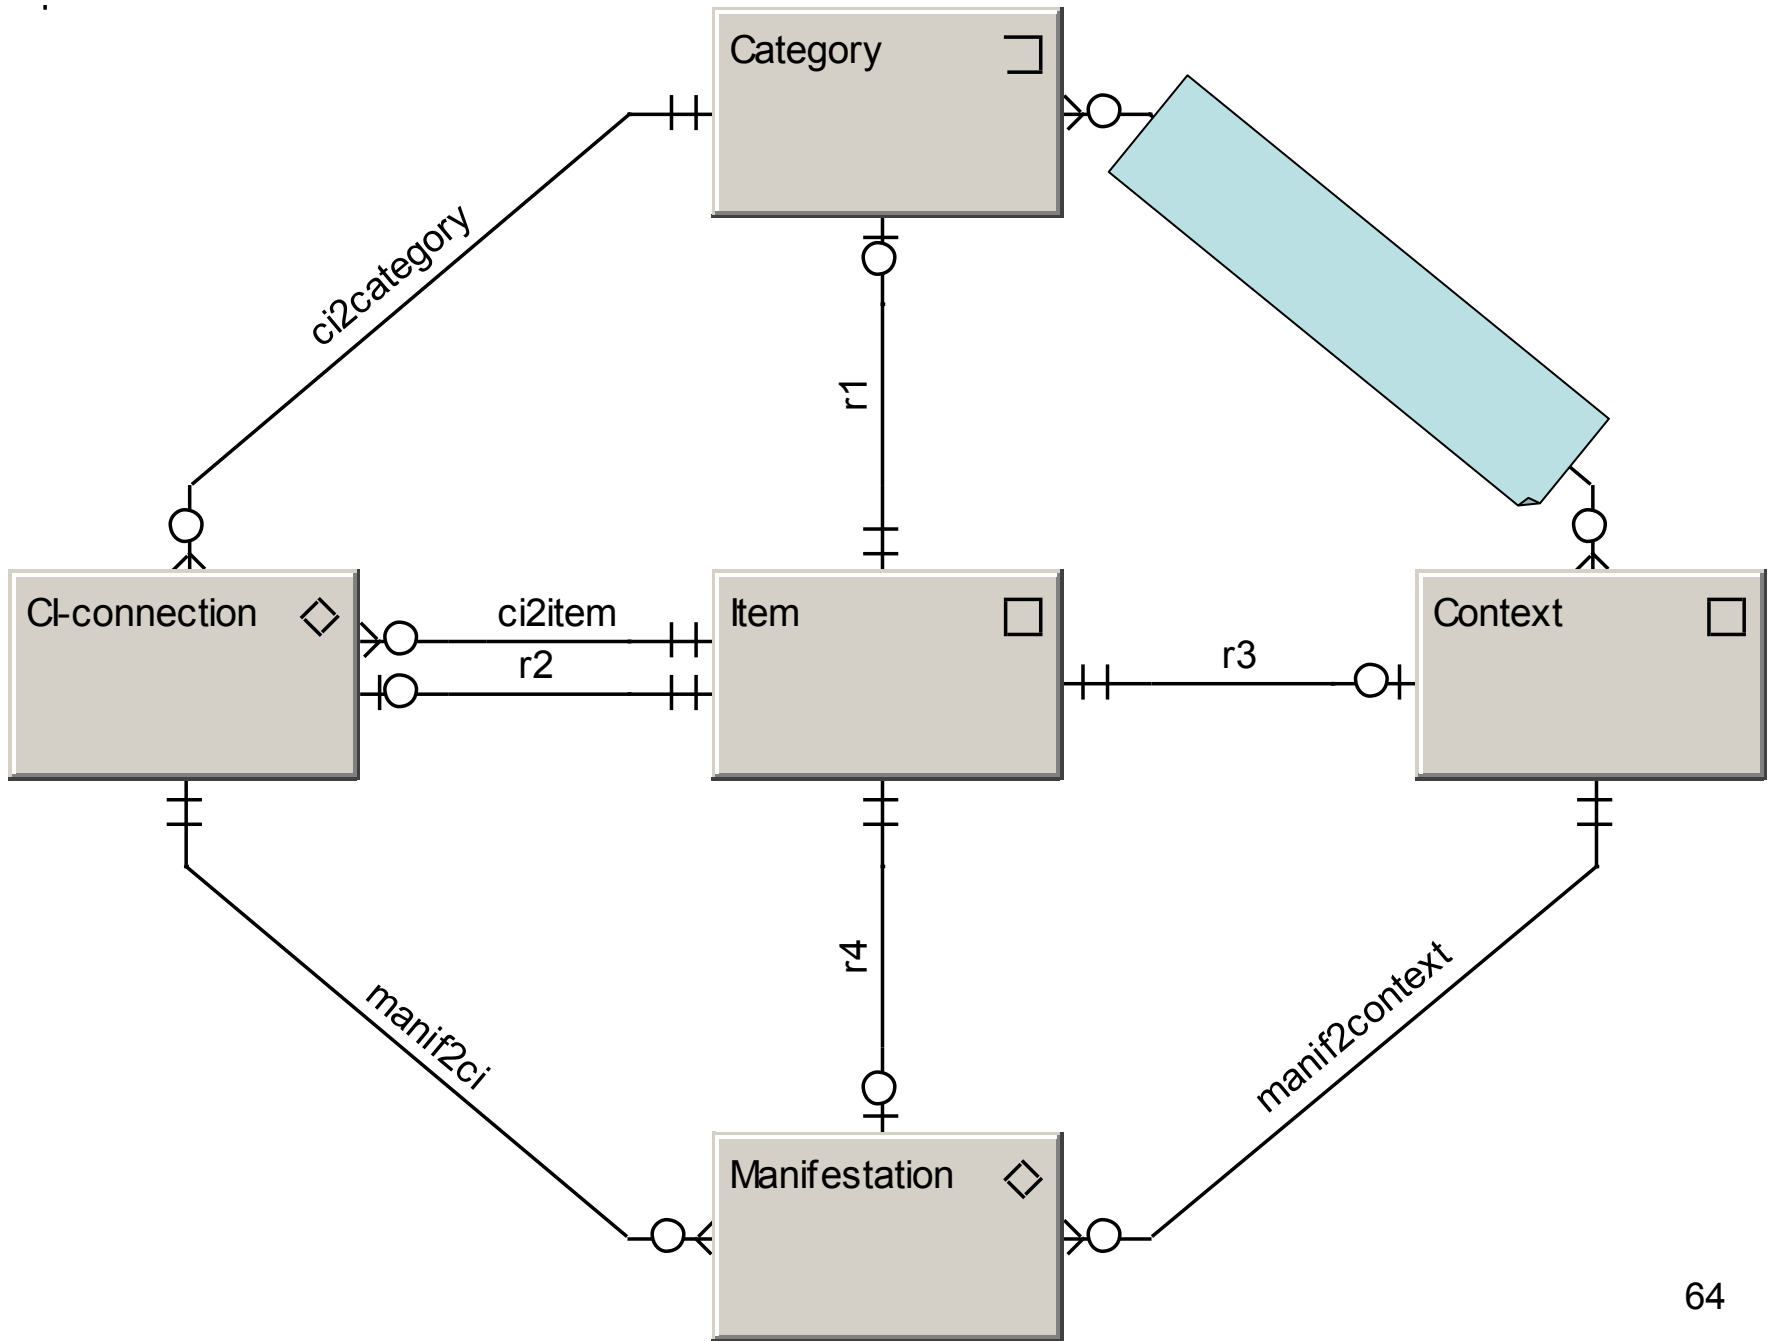 Category
ci2category
r1
CI-connection
ci2item
r2
Item
r3
Context
manif2ci
r4
manif2context
Manifestation
64